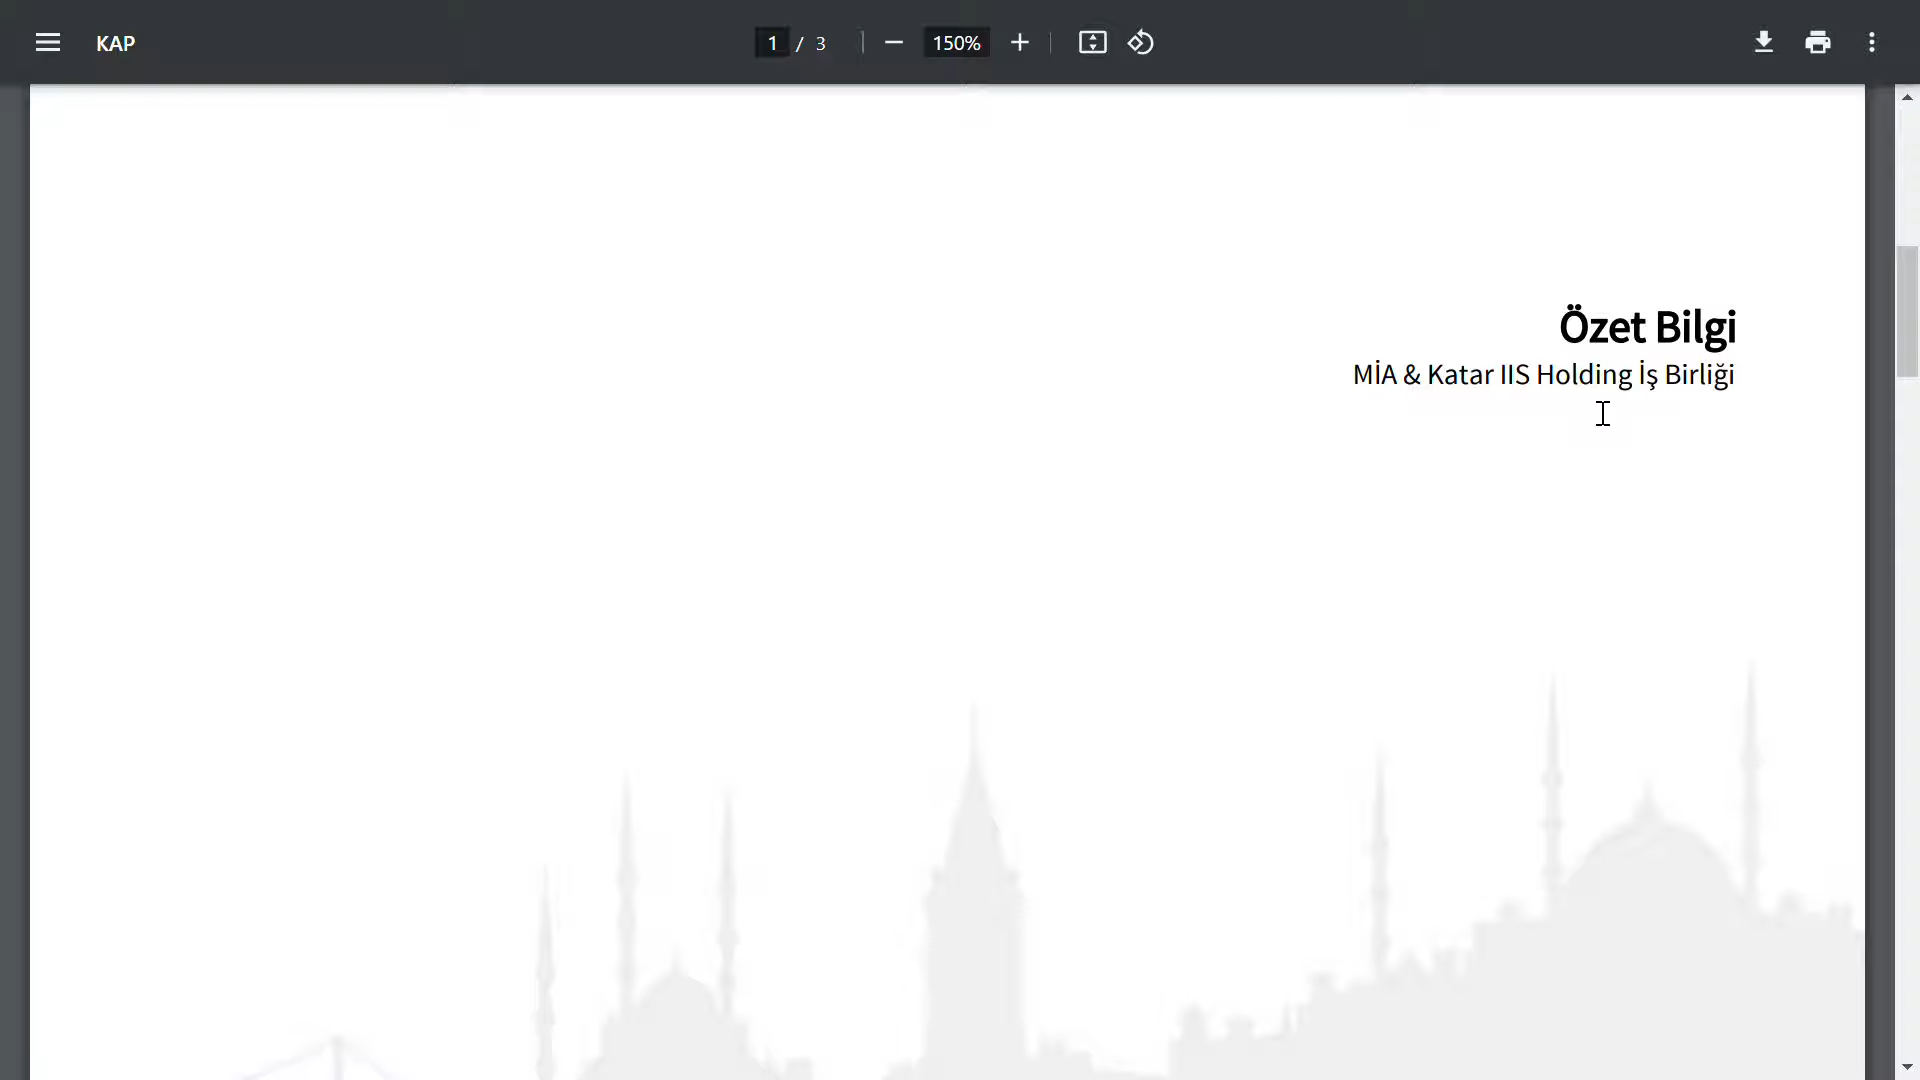 KAP
1 / 3
150%
Özet Bilgi
MİA & Katar IIS Holding İş Birliği